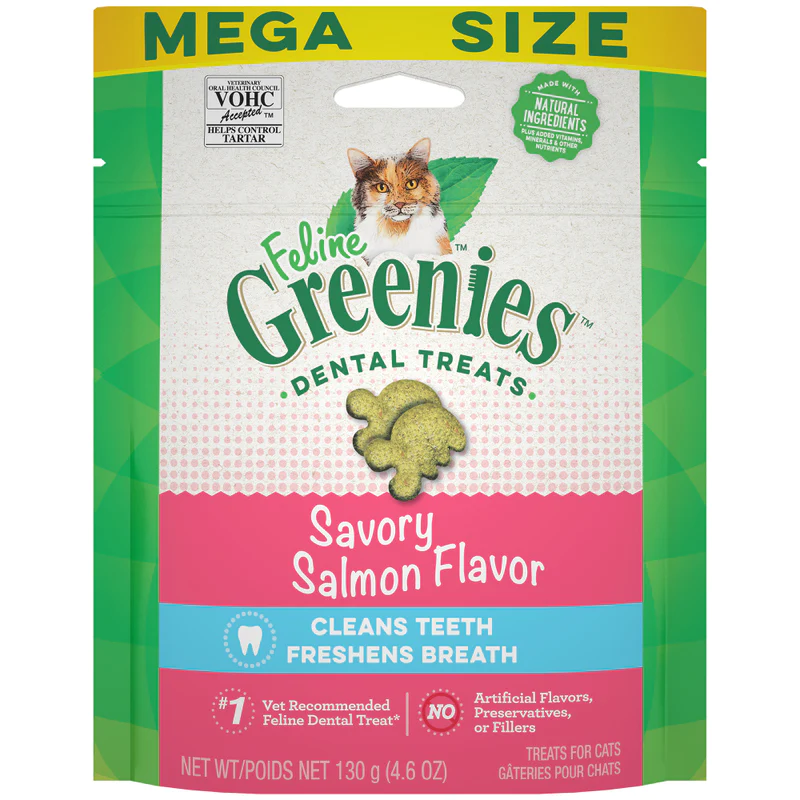 MEGA SIZE
VETERINARY
ORAL HEALTH COUNCIL
VOHC
Accepted TM
HELPS CONTROL
TARTAR
MADE WITH
NATURAL
INGREDIENTS
PLUS ADDED VITAMINS,
MINERALS & OTHER
NUTRIENTS
Feline
Greenies™
™
•DENTAL TREATS•
Savory
Salmon Flavor
CLEANS TEETH
FRESHENS BREATH
#1 Vet Recommended
Feline Dental Treat*
NO Artificial Flavors,
Preservatives,
or Fillers
NET WT/POIDS NET 130 g (4.6 OZ)
TREATS FOR CATS
GÂTERIES POUR CHATS